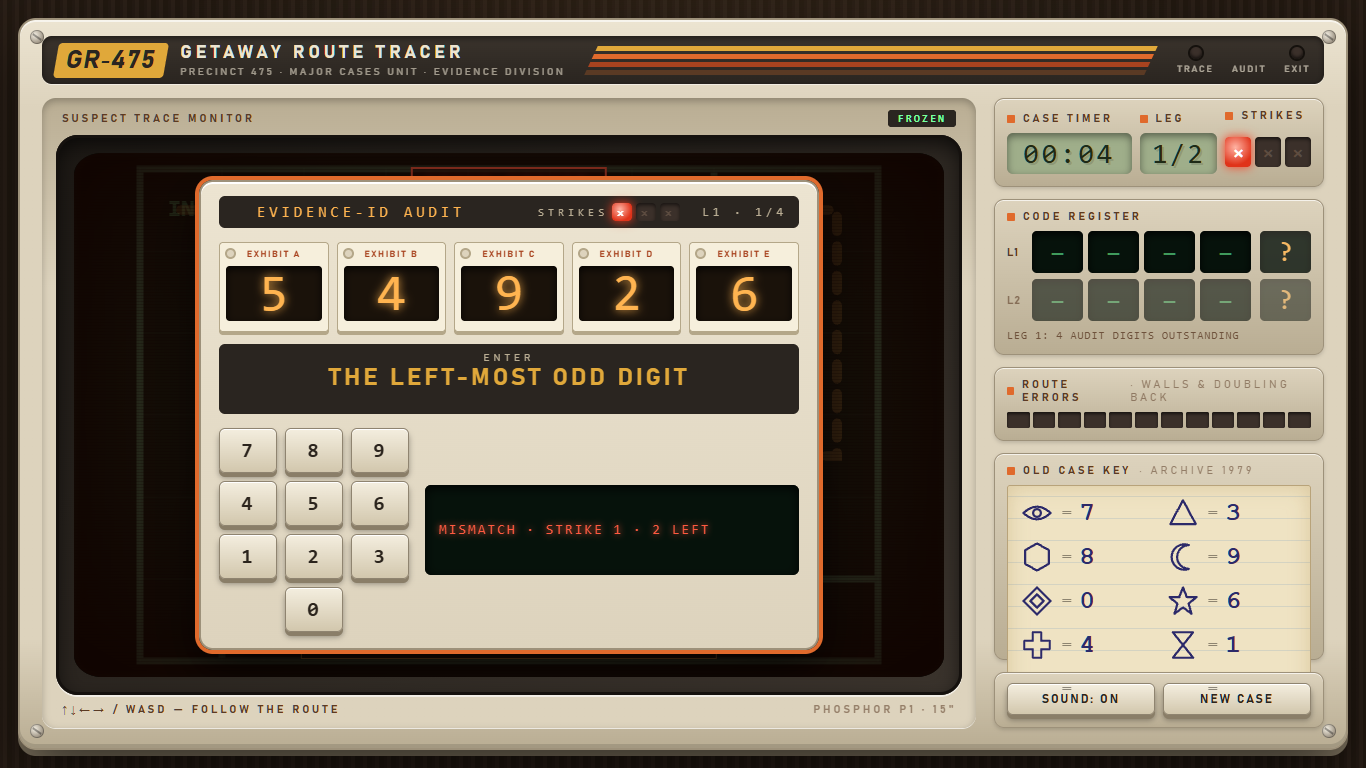 GR-475
GETAWAY ROUTE TRACER
PRECINCT 475 · MAJOR CASES UNIT · EVIDENCE DIVISION
TRACE AUDIT EXIT
SUSPECT TRACE MONITOR
FROZEN
EVIDENCE-ID AUDIT
STRIKES × × ×
L1 · 1/4
EXHIBIT A EXHIBIT B EXHIBIT C EXHIBIT D EXHIBIT E
5 4 9 2 6
ENTER
THE LEFT-MOST ODD DIGIT
7 8 9
4 5 6
1 2 3
0
MISMATCH · STRIKE 1 · 2 LEFT
↑↓←→ / WASD — FOLLOW THE ROUTE
PHOSPHOR P1 · 15"
CASE TIMER LEG STRIKES
00:04 1/2 × × ×
CODE REGISTER
L1 – – – – ?
L2 – – – – ?
LEG 1: 4 AUDIT DIGITS OUTSTANDING
ROUTE ERRORS · WALLS & DOUBLING BACK
OLD CASE KEY · ARCHIVE 1979
= 7 = 3
= 8 = 9
= 0 = 6
= 4 = 1
SOUND: ON NEW CASE